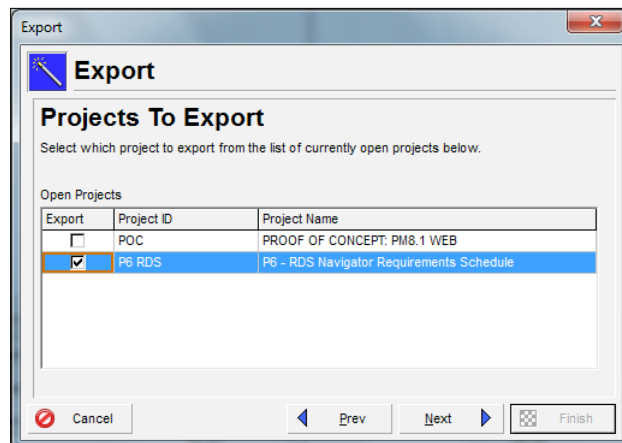 Export
Export
Projects To Export
Select which project to export from the list of currently open projects below.
Open Projects
Export Project ID Project Name
POC PROOF OF CONCEPT: PM8.1 WEB
P6 RDS P6 - RDS Navigator Requirements Schedule
Cancel Prev Next Finish